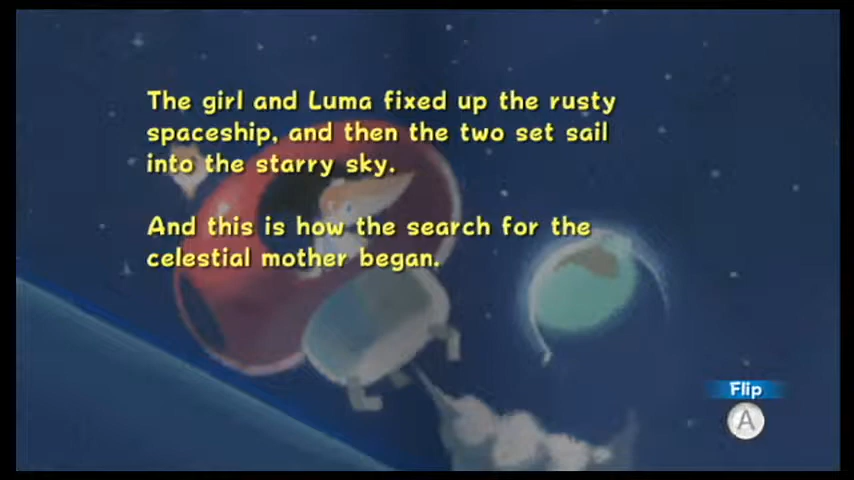 The girl and Luma fixed up the rusty
spaceship, and then the two set sail
into the starry sky.
And this is how the search for the
celestial mother began.
Flip
A